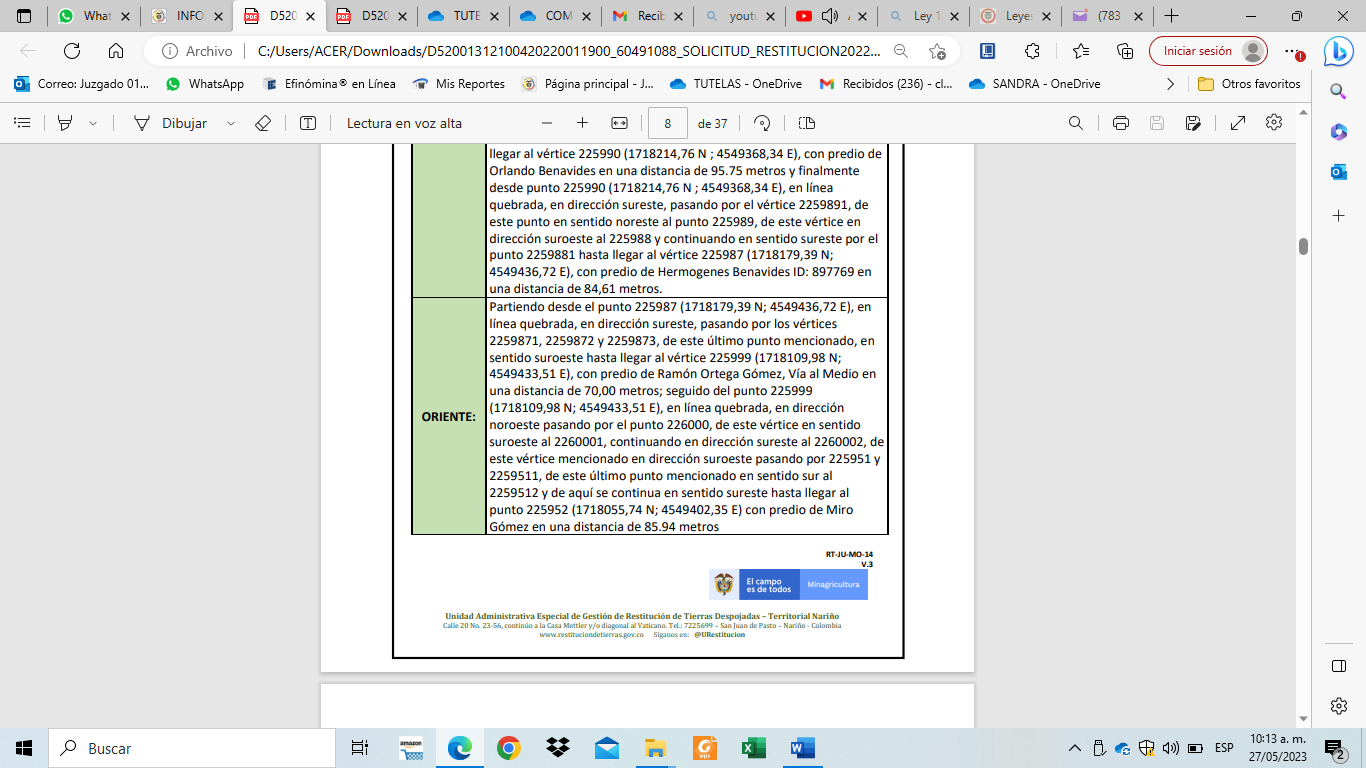 What
INFO
D520
D520
TUTE
COM
Recib
youtu
Ley 1
Leyes
(783
Archivo
C:/Users/ACER/Downloads/D52001312100420220011900_60491088_SOLICITUD_RESTITUCION2022...
Iniciar sesión
Correo: Juzgado 01...
WhatsApp
Efinómina® en Línea
Mis Reportes
Página principal - J...
TUTELAS - OneDrive
Recibidos (236) - cl...
SANDRA - OneDrive
Otros favoritos
Dibujar
Lectura en voz alta
8
de 37
llegar al vértice 225990 (1718214,76 N ; 4549368,34 E), con predio de
Orlando Benavides en una distancia de 95.75 metros y finalmente
desde punto 225990 (1718214,76 N ; 4549368,34 E), en línea
quebrada, en dirección sureste, pasando por el vértice 2259891, de
este punto en sentido noreste al punto 225989, de este vértice en
dirección suroeste al 225988 y continuando en sentido sureste por el
punto 2259881 hasta llegar al vértice 225987 (1718179,39 N;
4549436,72 E), con predio de Hermogenes Benavides ID: 897769 en
una distancia de 84,61 metros.
ORIENTE:
Partiendo desde el punto 225987 (1718179,39 N; 4549436,72 E), en
línea quebrada, en dirección sureste, pasando por los vértices
2259871, 2259872 y 2259873, de este último punto mencionado, en
sentido suroeste hasta llegar al vértice 225999 (1718109,98 N;
4549433,51 E), con predio de Ramón Ortega Gómez, Vía al Medio en
una distancia de 70,00 metros; seguido del punto 225999
(1718109,98 N; 4549433,51 E), en línea quebrada, en dirección
noroeste pasando por el punto 226000, de este vértice en sentido
suroeste al 2260001, continuando en dirección sureste al 2260002, de
este vértice mencionado en dirección suroeste pasando por 225951 y
2259511, de este último punto mencionado en sentido sur al
2259512 y de aquí se continua en sentido sureste hasta llegar al
punto 225952 (1718055,74 N; 4549402,35 E) con predio de Miro
Gómez en una distancia de 85.94 metros
RT-JU-MO-14
V.3
El campo
es de todos
Minagricultura
Unidad Administrativa Especial de Gestión de Restitución de Tierras Despojadas – Territorial Nariño
Calle 20 No. 23-56, continúo a la Casa Mettler y/o diagonal al Vaticano. Tel.: 7225699 – San Juan de Pasto – Nariño - Colombia
www.restituciondetierras.gov.co Síganos en: @URestitucion
Buscar
ESP
10:13 a. m.
27/05/2023
2